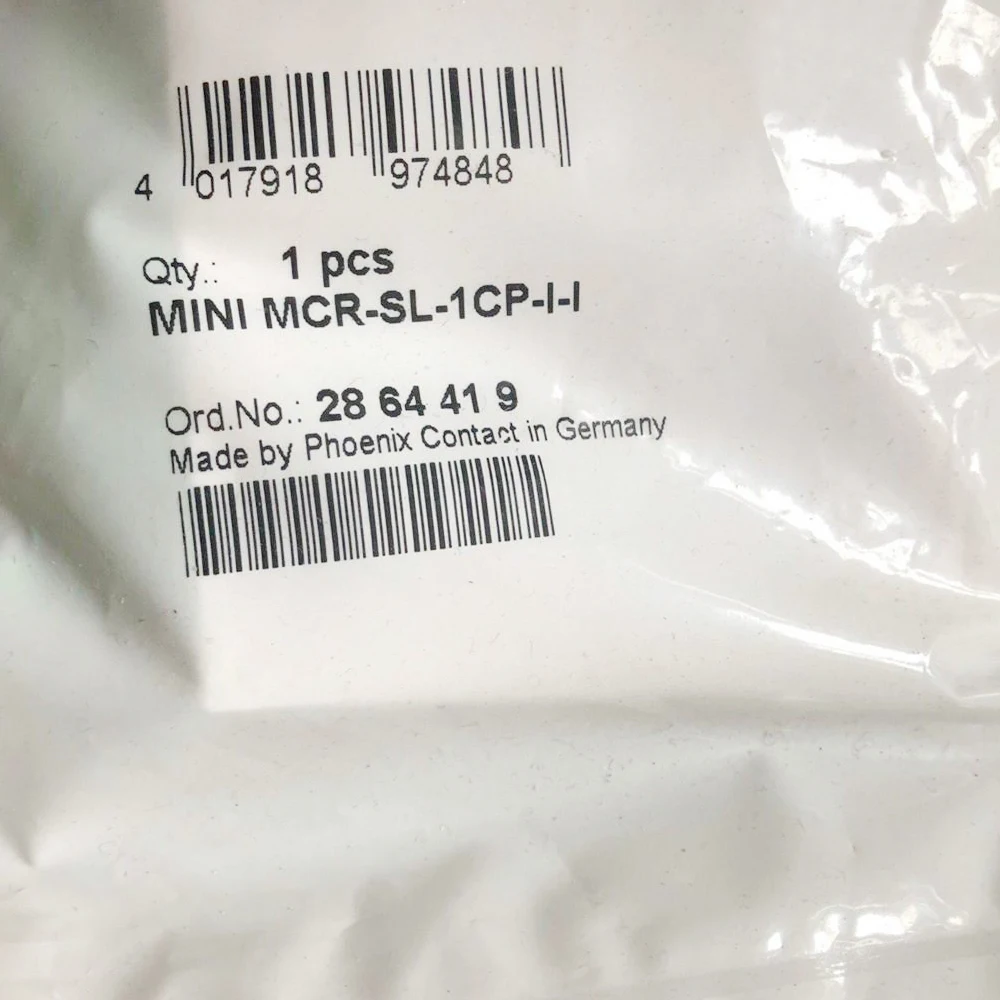 4 017918 974848
Qty.: 1 pcs
MINI MCR-SL-1CP-I-I
Ord.No.: 28 64 41 9
Made by Phoenix Contact in Germany